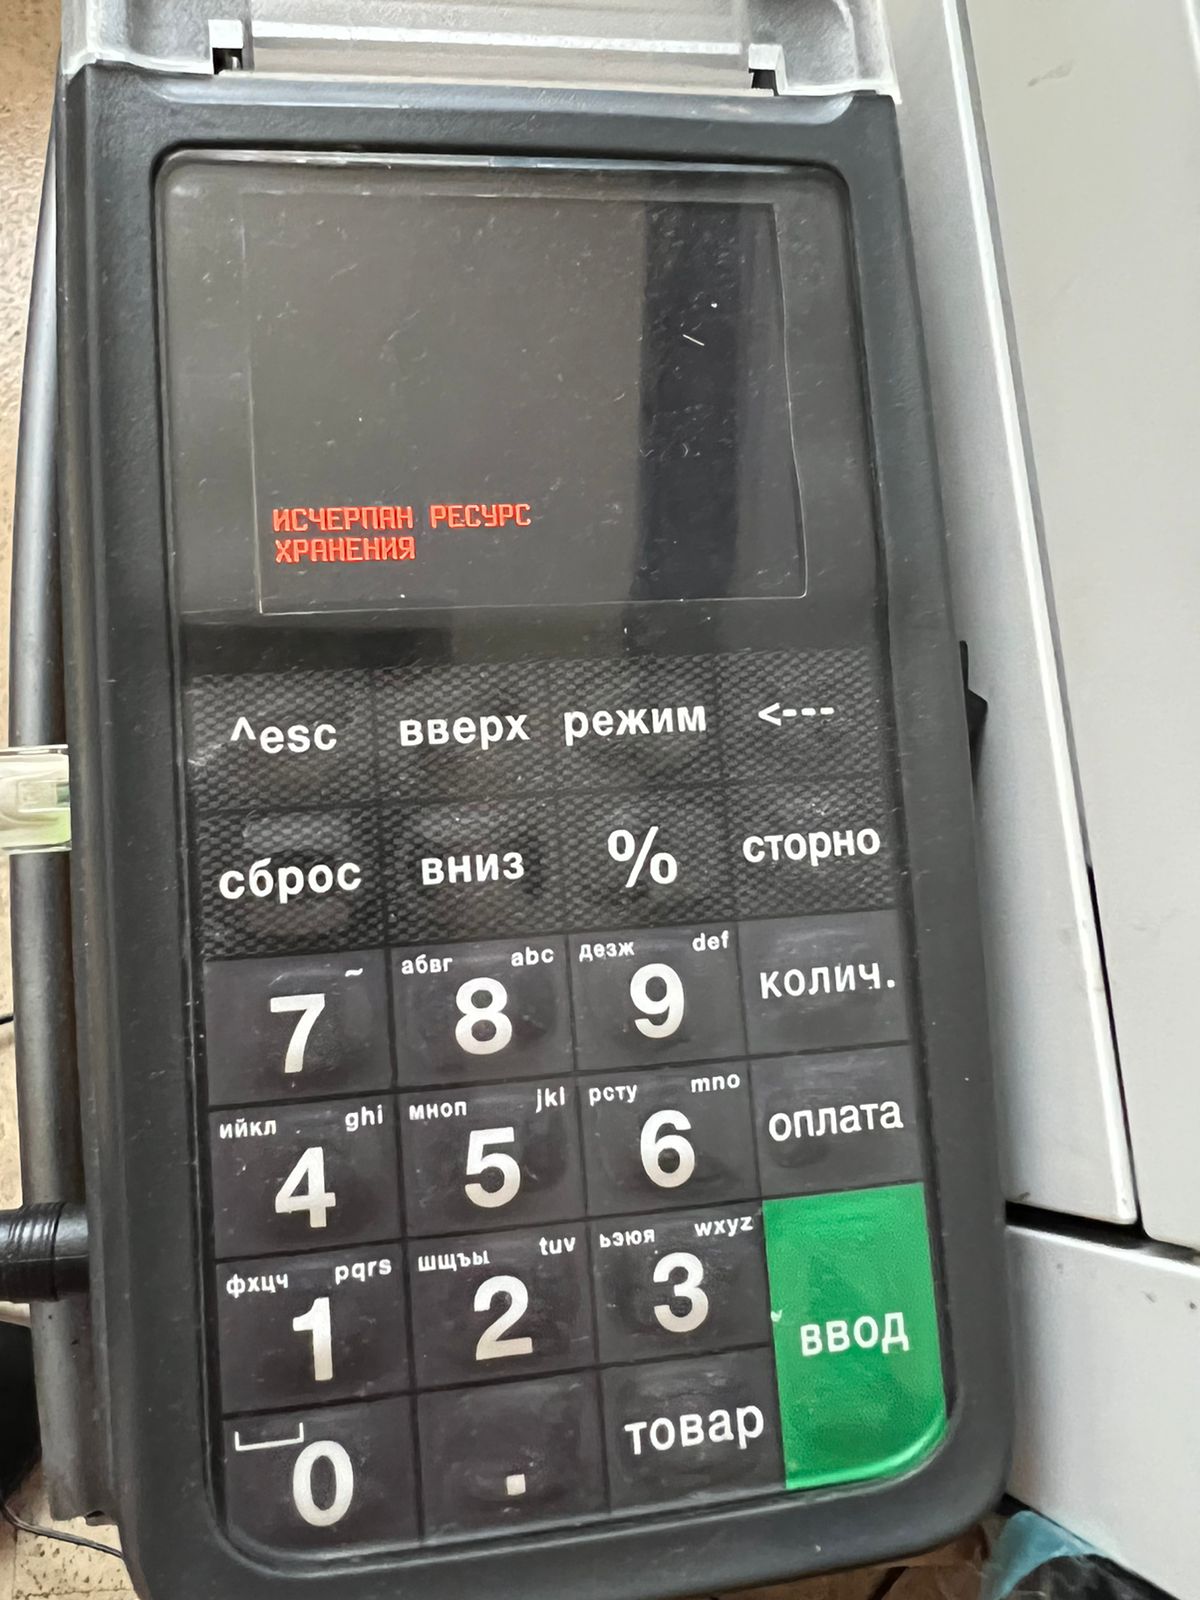 ИСЧЕРПАН РЕСУРС
ХРАНЕНИЯ
^esc вверх режим <---
сброс вниз % сторно
~ абвг abc дезж def
7 8 9 колич.
ийкл ghi мноп jkl рсту mno
4 5 6 оплата
фхцч pqrs шщъы tuv ьэюя wxyz
1 2 3 ввод
0 . товар